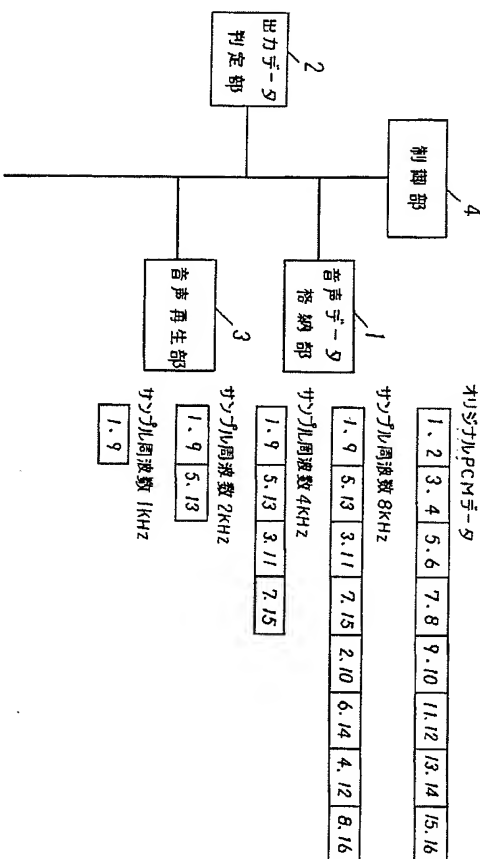 4
制御部
2
出力データ
判定部
1
音声データ
格納部
3
音声再生部
オリジナルPCMデータ
1、2 3.4 5.6 7.8 9.10 11.12 13.14 15.16
サンプル周波数 8kHz
1、9 5.13 3.11 7.15 2.10 6.14 4.12 8.16
サンプル周波数 4kHz
1、9 5.13 3.11 7.15
サンプル周波数 2kHz
1、9 5.13
サンプル周波数 1kHz
1、9